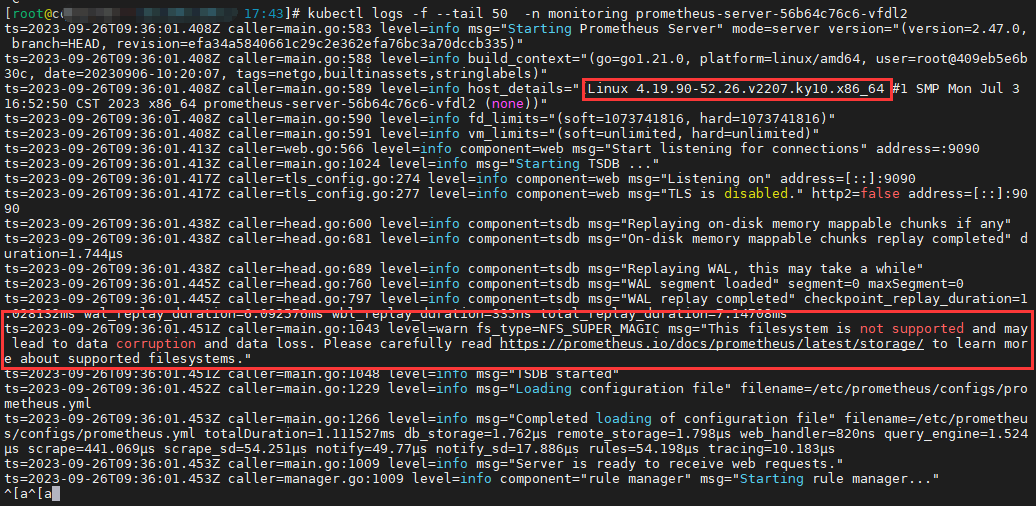 [root@cc 17:43]# kubectl logs -f --tail 50  -n monitoring prometheus-server-56b64c76c6-vfdl2
ts=2023-09-26T09:36:01.408Z caller=main.go:583 level=info msg="Starting Prometheus Server" mode=server version="(version=2.47.0,
 branch=HEAD, revision=efa34a5840661c29c2e362efa76bc3a70dccb335)"
ts=2023-09-26T09:36:01.408Z caller=main.go:588 level=info build_context="(go=go1.21.0, platform=linux/amd64, user=root@409eb5e6b
30c, date=20230906-10:20:07, tags=netgo,builtinassets,stringlabels)"
ts=2023-09-26T09:36:01.408Z caller=main.go:589 level=info host_details="(Linux 4.19.90-52.26.v2207.ky10.x86_64 #1 SMP Mon Jul 3
16:52:50 CST 2023 x86_64 prometheus-server-56b64c76c6-vfdl2 (none))"
ts=2023-09-26T09:36:01.408Z caller=main.go:590 level=info fd_limits="(soft=1073741816, hard=1073741816)"
ts=2023-09-26T09:36:01.408Z caller=main.go:591 level=info vm_limits="(soft=unlimited, hard=unlimited)"
ts=2023-09-26T09:36:01.413Z caller=web.go:566 level=info component=web msg="Start listening for connections" address=:9090
ts=2023-09-26T09:36:01.413Z caller=main.go:1024 level=info msg="Starting TSDB ..."
ts=2023-09-26T09:36:01.417Z caller=tls_config.go:274 level=info component=web msg="Listening on" address=[::]:9090
ts=2023-09-26T09:36:01.417Z caller=tls_config.go:277 level=info component=web msg="TLS is disabled." http2=false address=[::]:90
90
ts=2023-09-26T09:36:01.438Z caller=head.go:600 level=info component=tsdb msg="Replaying on-disk memory mappable chunks if any"
ts=2023-09-26T09:36:01.438Z caller=head.go:681 level=info component=tsdb msg="On-disk memory mappable chunks replay completed" d
uration=1.744µs
ts=2023-09-26T09:36:01.438Z caller=head.go:689 level=info component=tsdb msg="Replaying WAL, this may take a while"
ts=2023-09-26T09:36:01.445Z caller=head.go:760 level=info component=tsdb msg="WAL segment loaded" segment=0 maxSegment=0
ts=2023-09-26T09:36:01.445Z caller=head.go:797 level=info component=tsdb msg="WAL replay completed" checkpoint_replay_duration=1
.028132ms wal_replay_duration=6.092576ms wbl_replay_duration=353ns total_replay_duration=7.14708ms
ts=2023-09-26T09:36:01.451Z caller=main.go:1043 level=warn fs_type=NFS_SUPER_MAGIC msg="This filesystem is not supported and may
 lead to data corruption and data loss. Please carefully read https://prometheus.io/docs/prometheus/latest/storage/ to learn mor
e about supported filesystems."
ts=2023-09-26T09:36:01.451Z caller=main.go:1048 level=info msg="TSDB started"
ts=2023-09-26T09:36:01.452Z caller=main.go:1229 level=info msg="Loading configuration file" filename=/etc/prometheus/configs/pro
metheus.yml
ts=2023-09-26T09:36:01.453Z caller=main.go:1266 level=info msg="Completed loading of configuration file" filename=/etc/prometheu
s/configs/prometheus.yml totalDuration=1.111527ms db_storage=1.762µs remote_storage=1.798µs web_handler=820ns query_engine=1.524
µs scrape=441.069µs scrape_sd=54.251µs notify=49.77µs notify_sd=17.886µs rules=54.198µs tracing=10.183µs
ts=2023-09-26T09:36:01.453Z caller=main.go:1009 level=info msg="Server is ready to receive web requests."
ts=2023-09-26T09:36:01.453Z caller=manager.go:1009 level=info component="rule manager" msg="Starting rule manager..."
^[a^[a